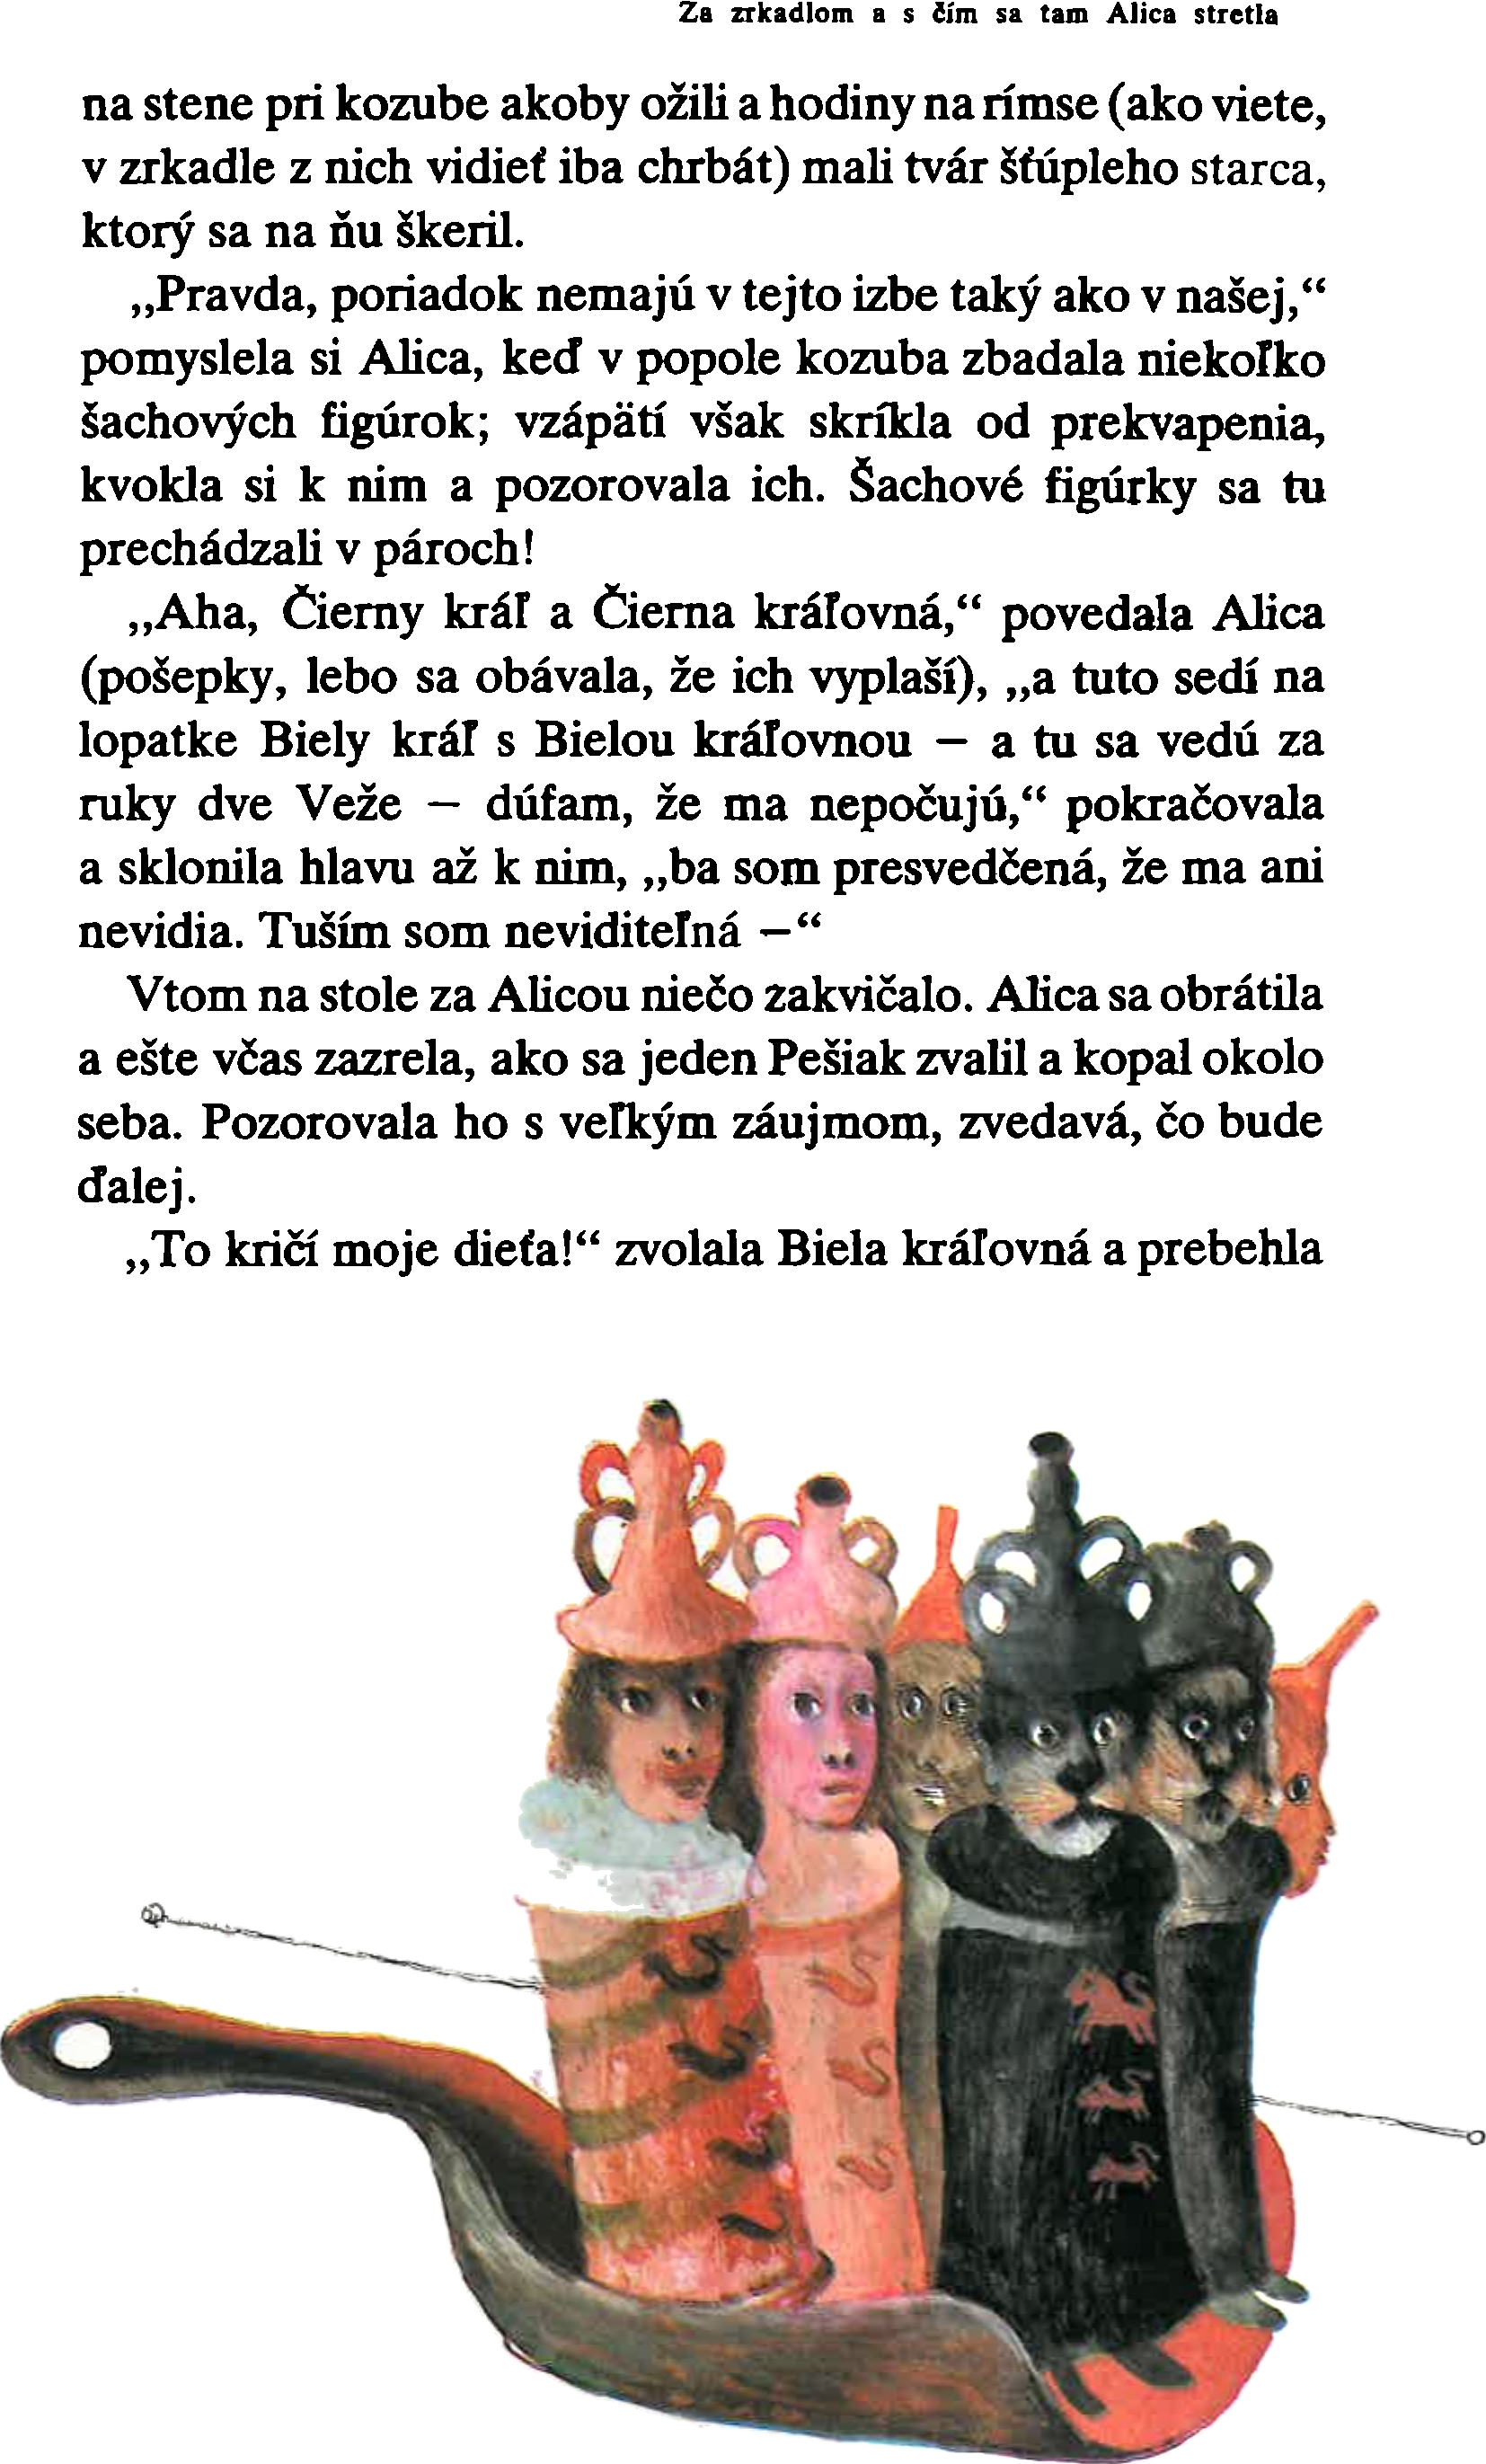 Za zrkadlom a s čím sa tam Alica stretla
na stene pri kozube akoby ožili a hodiny na rímse (ako viete,
v zrkadle z nich vidieť iba chrbát) mali tvár šťúpleho starca,
ktorý sa na ňu škeril.
„Pravda, poriadok nemajú v tejto izbe taký ako v našej,“
pomyslela si Alica, keď v popole kozuba zbadala niekoľko
šachových figúrok; vzápätí však skríkla od prekvapenia,
kvokla si k nim a pozorovala ich. Šachové figúrky sa tu
prechádzali v pároch!
„Aha, Čierny kráľ a Čierna kráľovná,“ povedala Alica
(pošepky, lebo sa obávala, že ich vyplaší), „a tuto sedí na
lopatke Biely kráľ s Bielou kráľovnou — a tu sa vedú za
ruky dve Veže — dúfam, že ma nepočujú,“ pokračovala
a sklonila hlavu až k nim, „ba som presvedčená, že ma ani
nevidia. Tuším som neviditeľná —“
Vtom na stole za Alicou niečo zakvičalo. Alica sa obrátila
a ešte včas zazrela, ako sa jeden Pešiak zvalil a kopal okolo
seba. Pozorovala ho s veľkým záujmom, zvedavá, čo bude
ďalej.
„To kričí moje dieťa!“ zvolala Biela kráľovná a prebehla